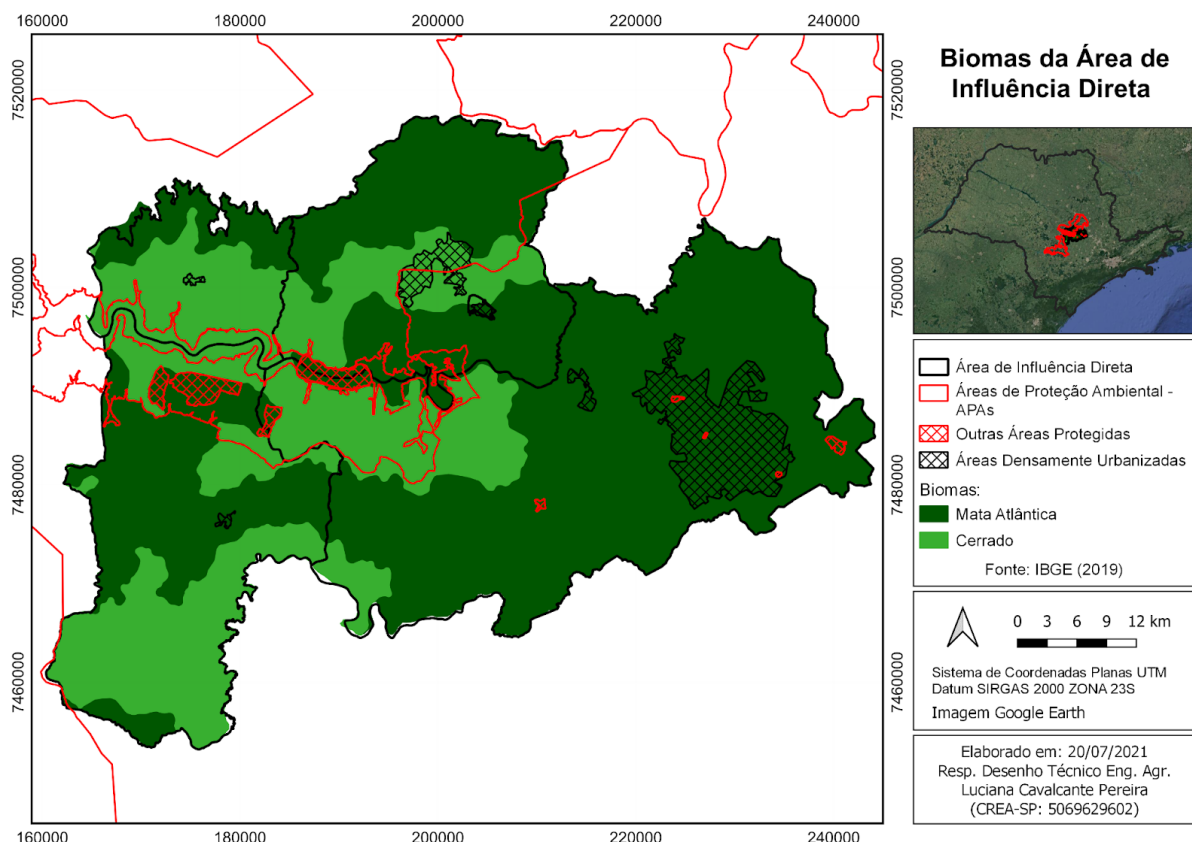 160000 180000 200000 220000 240000
7520000
7500000
7480000
7460000
7520000
7500000
7480000
7460000
160000 180000 200000 220000 240000
Biomas da Área de
Influência Direta
Área de Influência Direta
Áreas de Proteção Ambiental -
APAs
Outras Áreas Protegidas
Áreas Densamente Urbanizadas
Biomas:
Mata Atlântica
Cerrado
Fonte: IBGE (2019)
0 3 6 9 12 km
Sistema de Coordenadas Planas UTM
Datum SIRGAS 2000 ZONA 23S
Imagem Google Earth
Elaborado em: 20/07/2021
Resp. Desenho Técnico Eng. Agr.
Luciana Cavalcante Pereira
(CREA-SP: 5069629602)